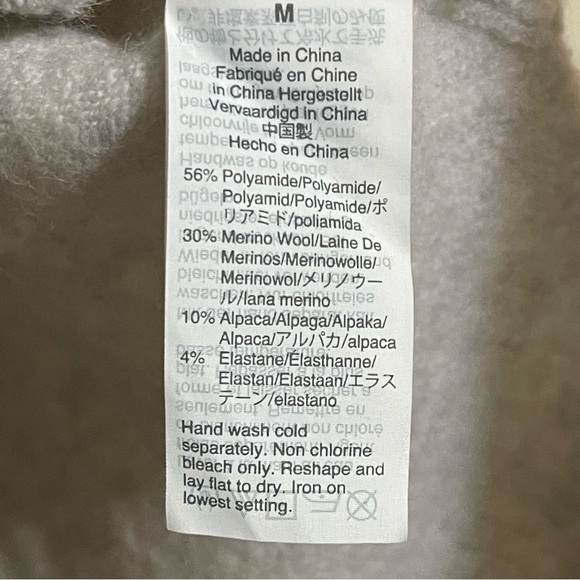 M
Made in China
Fabriqué en Chine
in China Hergestellt
Vervaardigd in China
中国製
Hecho en China
56% Polyamide/Polyamide/
Polyamid/Polyamide/ポ
リアミド/poliamida
30% Merino Wool/Laine De
Merinos/Merinowolle/
Merinowol/メリノウー
ル/lana merino
10% Alpaca/Alpaga/Alpaka/
Alpaca/アルパカ/alpaca
4% Elastane/Élasthanne/
Elastan/Elastaan/エラス
テーン/elastano
Hand wash cold
separately. Non chlorine
bleach only. Reshape and
lay flat to dry. Iron on
lowest setting.